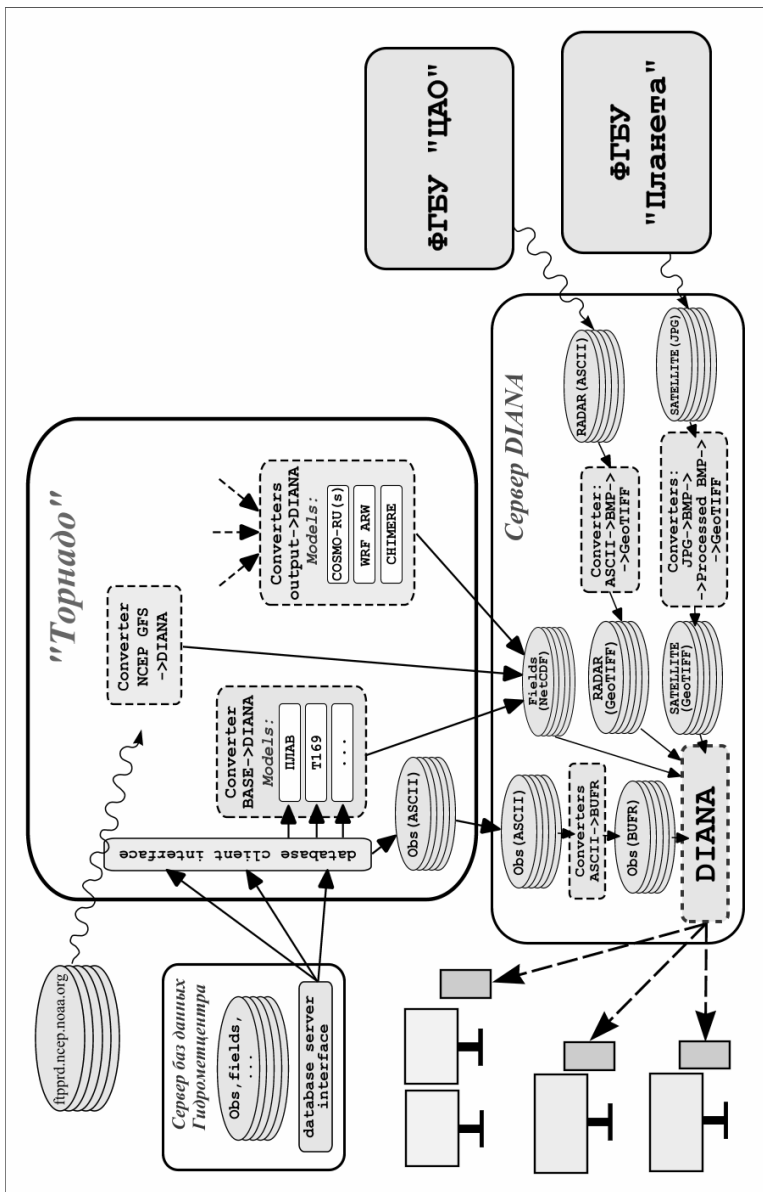 ftpprd.ncep.noaa.org
"Торнадо"
Converter
NCEP GFS
->DIANA
Converters
output->DIANA
Models:
COSMO-RU(s)
WRF ARW
CHIMERE
Converter
BASE->DIANA
Models:
ПЛАВ
T169
...
database client interface
Obs(ASCII)
Сервер баз данных
Гидрометцентра
Obs,fields,
...
database server
interface
ФГБУ "ЦАО"
ФГБУ
"Планета"
Сервер DIANA
Fields
(NetCDF)
RADAR(ASCII)
Converter:
ASCII->BMP->
->GeoTIFF
RADAR
(GeoTIFF)
SATELLITE(JPG)
Converters:
JPG->BMP->
->Processed BMP->
->GeoTIFF
SATELLITE
(GeoTIFF)
Obs(ASCII)
Converters
ASCII->BUFR
Obs(BUFR)
DIANA